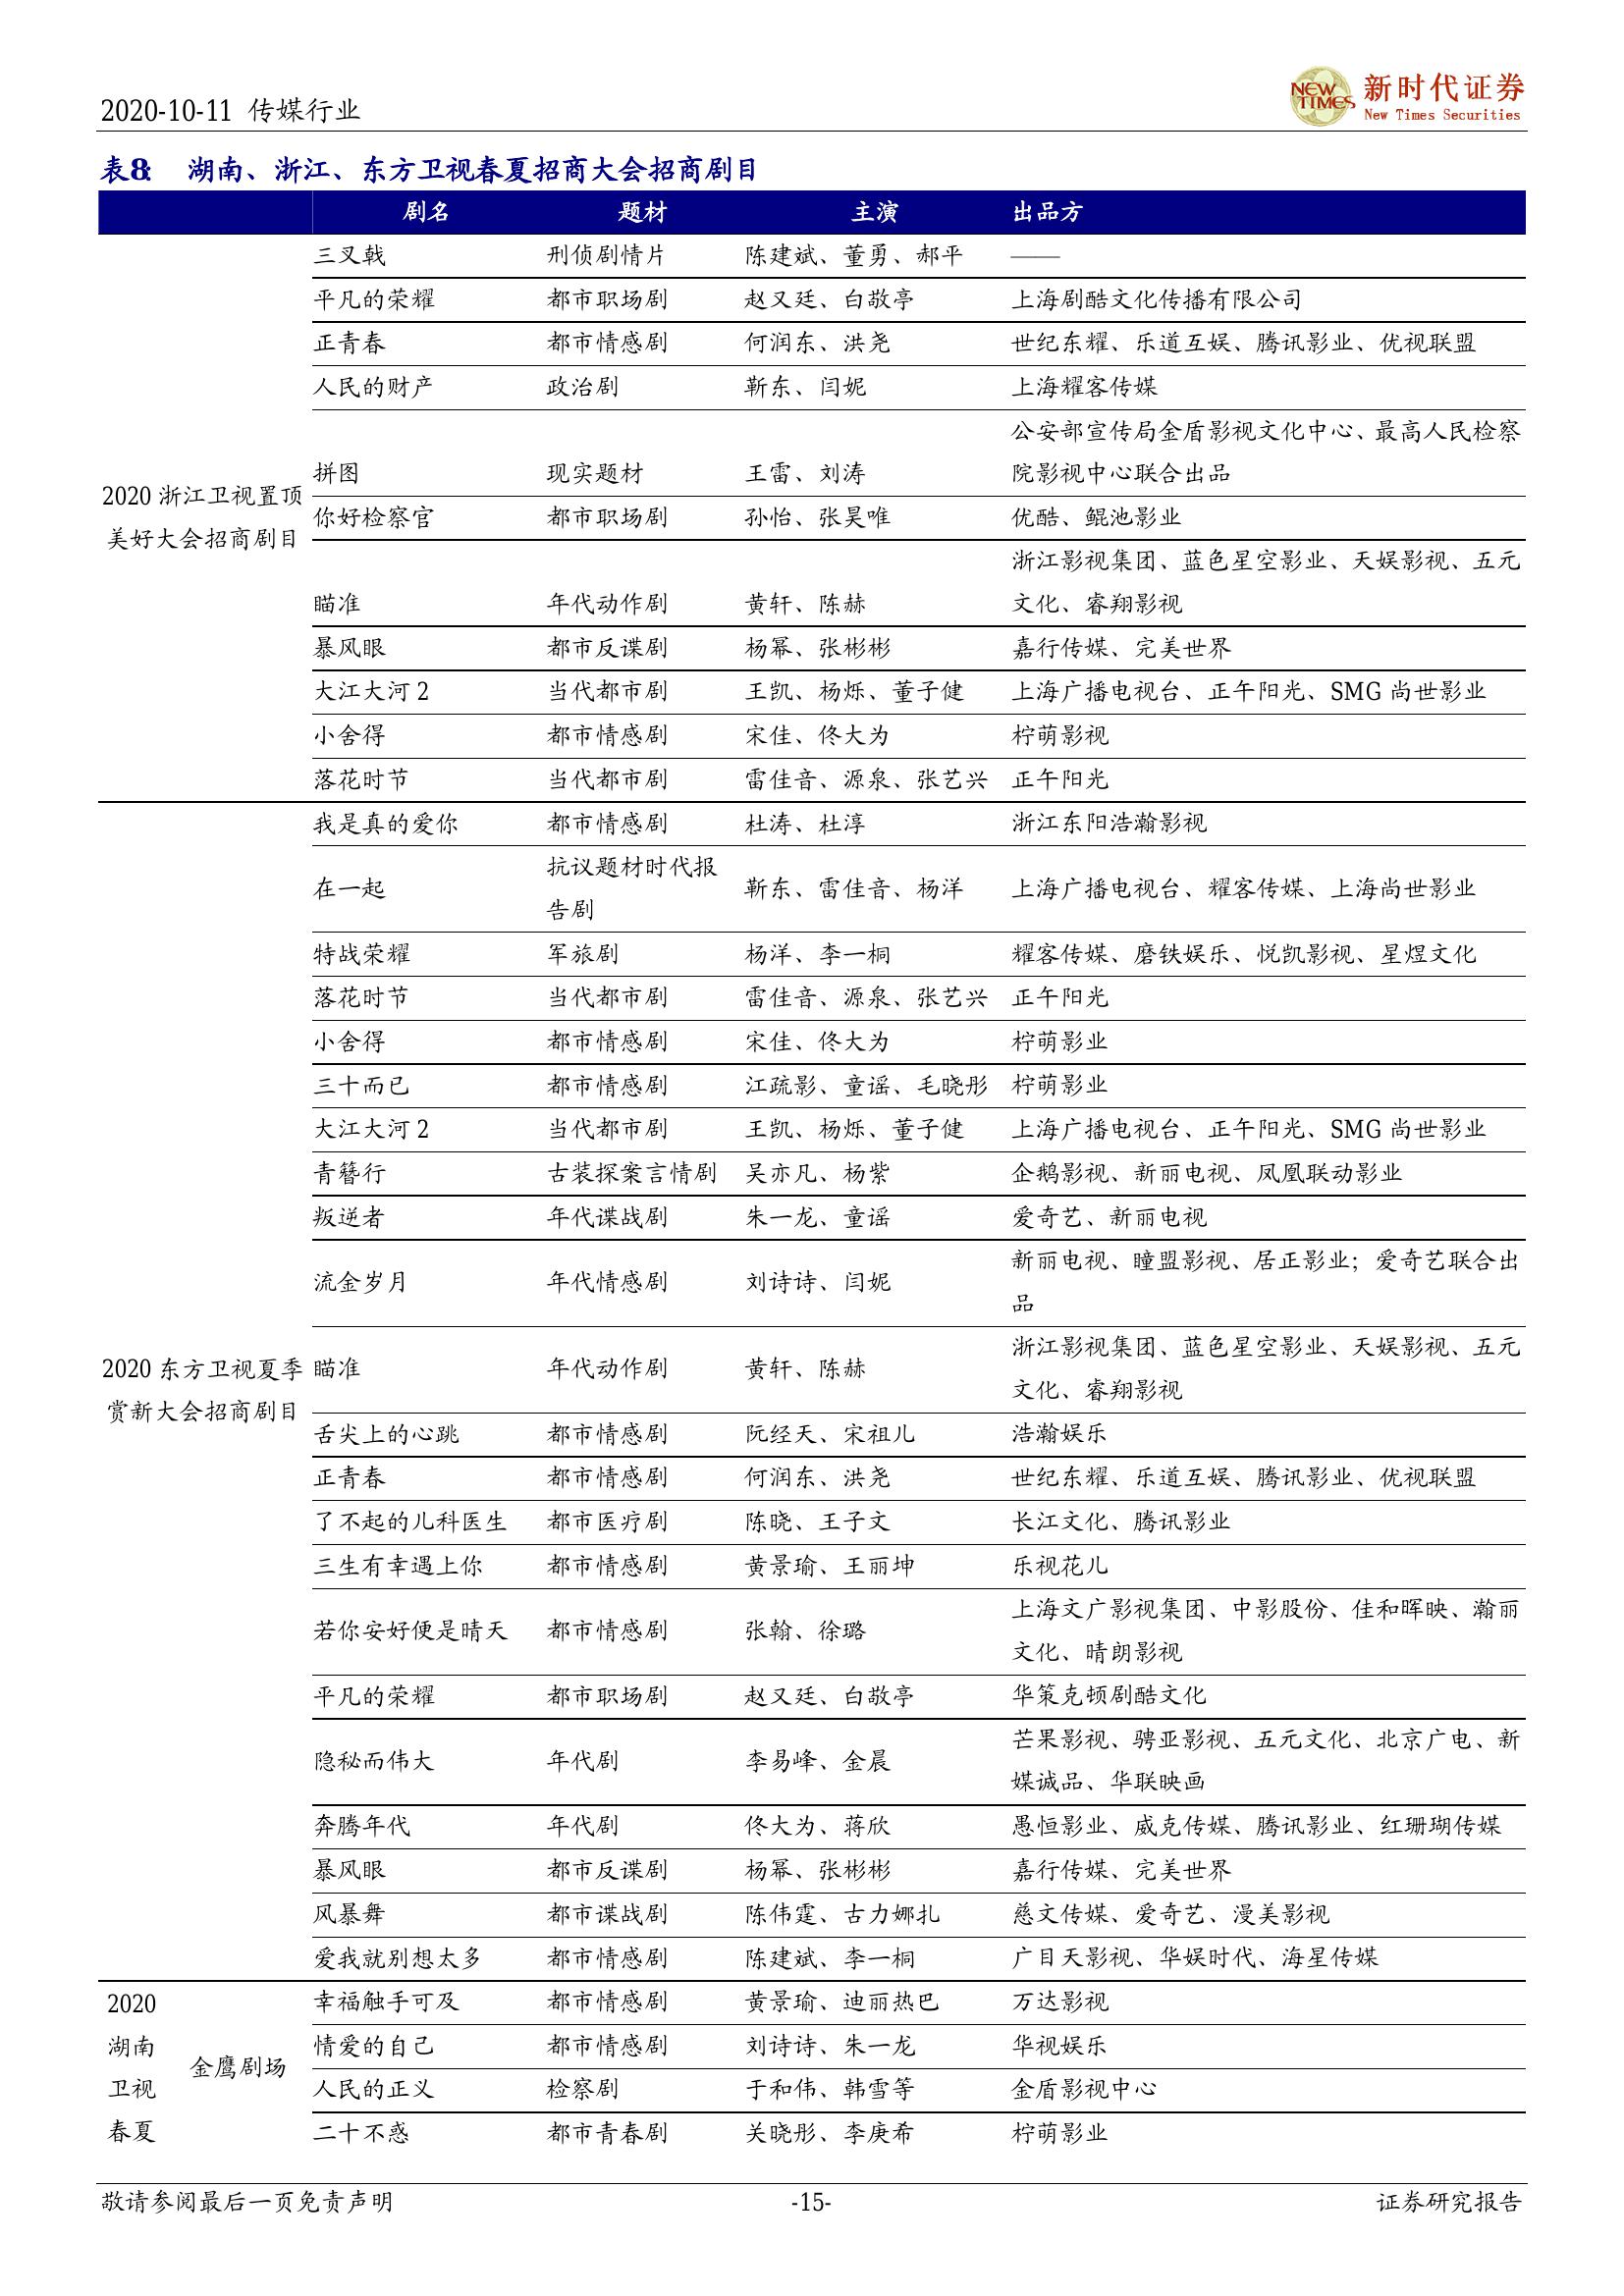 2020-10-11 传媒行业
NEW TIMES 新时代证券
New Times Securities
表8: 湖南、浙江、东方卫视春夏招商大会招商剧目
剧名 题材 主演 出品方
2020 浙江卫视置顶
美好大会招商剧目
三叉戟 刑侦剧情片 陈建斌、董勇、郝平 ——
平凡的荣耀 都市职场剧 赵又廷、白敬亭 上海剧酷文化传播有限公司
正青春 都市情感剧 何润东、洪尧 世纪东耀、乐道互娱、腾讯影业、优视联盟
人民的财产 政治剧 靳东、闫妮 上海耀客传媒
公安部宣传局金盾影视文化中心、最高人民检察
拼图 现实题材 王雷、刘涛 院影视中心联合出品
你好检察官 都市职场剧 孙怡、张昊唯 优酷、鲲池影业
浙江影视集团、蓝色星空影业、天娱影视、五元
瞄准 年代动作剧 黄轩、陈赫 文化、睿翔影视
暴风眼 都市反谍剧 杨幂、张彬彬 嘉行传媒、完美世界
大江大河 2 当代都市剧 王凯、杨烁、董子健 上海广播电视台、正午阳光、SMG 尚世影业
小舍得 都市情感剧 宋佳、佟大为 柠萌影视
落花时节 当代都市剧 雷佳音、源泉、张艺兴 正午阳光
2020 东方卫视夏季
赏新大会招商剧目
我是真的爱你 都市情感剧 杜涛、杜淳 浙江东阳浩瀚影视
在一起 抗议题材时代报
告剧 靳东、雷佳音、杨洋 上海广播电视台、耀客传媒、上海尚世影业
特战荣耀 军旅剧 杨洋、李一桐 耀客传媒、磨铁娱乐、悦凯影视、星煜文化
落花时节 当代都市剧 雷佳音、源泉、张艺兴 正午阳光
小舍得 都市情感剧 宋佳、佟大为 柠萌影业
三十而已 都市情感剧 江疏影、童谣、毛晓彤 柠萌影业
大江大河 2 当代都市剧 王凯、杨烁、董子健 上海广播电视台、正午阳光、SMG 尚世影业
青簪行 古装探案言情剧 吴亦凡、杨紫 企鹅影视、新丽电视、凤凰联动影业
叛逆者 年代谍战剧 朱一龙、童谣 爱奇艺、新丽电视
流金岁月 年代情感剧 刘诗诗、闫妮 新丽电视、瞳盟影视、居正影业；爱奇艺联合出
品
瞄准 年代动作剧 黄轩、陈赫 浙江影视集团、蓝色星空影业、天娱影视、五元
文化、睿翔影视
舌尖上的心跳 都市情感剧 阮经天、宋祖儿 浩瀚娱乐
正青春 都市情感剧 何润东、洪尧 世纪东耀、乐道互娱、腾讯影业、优视联盟
了不起的儿科医生 都市医疗剧 陈晓、王子文 长江文化、腾讯影业
三生有幸遇上你 都市情感剧 黄景瑜、王丽坤 乐视花儿
若你安好便是晴天 都市情感剧 张翰、徐璐 上海文广影视集团、中影股份、佳和晖映、瀚丽
文化、晴朗影视
平凡的荣耀 都市职场剧 赵又廷、白敬亭 华策克顿剧酷文化
隐秘而伟大 年代剧 李易峰、金晨 芒果影视、骋亚影视、五元文化、北京广电、新
媒诚品、华联映画
奔腾年代 年代剧 佟大为、蒋欣 愚恒影业、威克传媒、腾讯影业、红珊瑚传媒
暴风眼 都市反谍剧 杨幂、张彬彬 嘉行传媒、完美世界
风暴舞 都市谍战剧 陈伟霆、古力娜扎 慈文传媒、爱奇艺、漫美影视
爱我就别想太多 都市情感剧 陈建斌、李一桐 广目天影视、华娱时代、海星传媒
2020
湖南
卫视
春夏
金鹰剧场
幸福触手可及 都市情感剧 黄景瑜、迪丽热巴 万达影视
情爱的自己 都市情感剧 刘诗诗、朱一龙 华视娱乐
人民的正义 检察剧 于和伟、韩雪等 金盾影视中心
二十不惑 都市青春剧 关晓彤、李庚希 柠萌影业
敬请参阅最后一页免责声明 -15- 证券研究报告